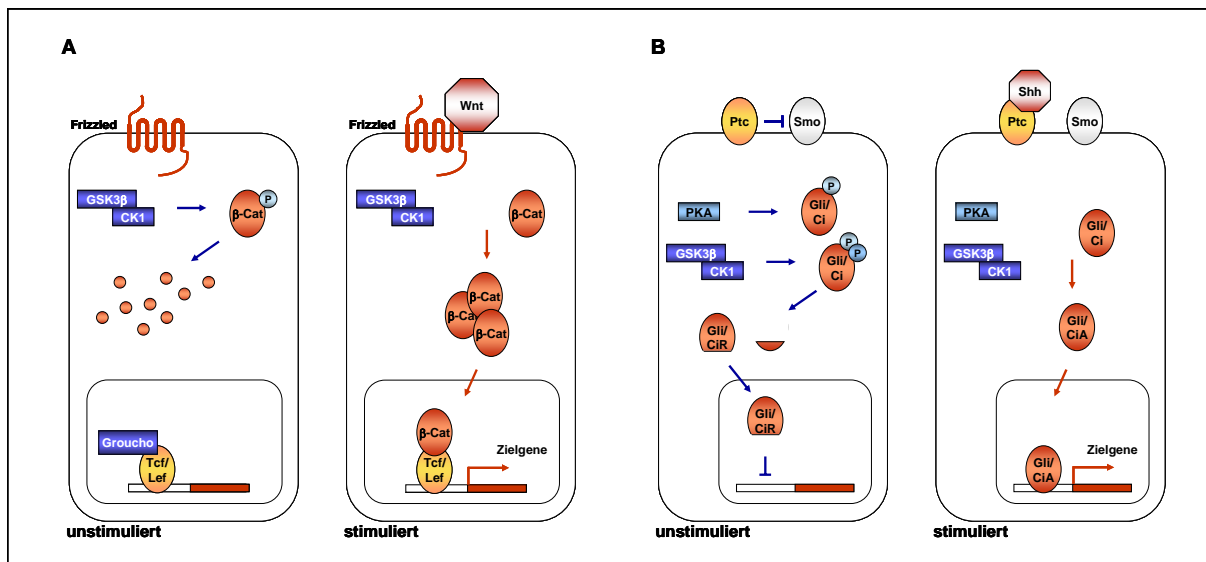 A
Frizzled
GSK3β
CK1
P
β-Cat
Groucho
Tcf/
Lef
unstimuliert
Wnt
Frizzled
GSK3β
CK1
β-Cat
β-Cat
β-Ca
β-Cat
β-Cat
Tcf/
Lef
Zielgene
stimuliert
B
Ptc
Smo
PKA
P
Gli/
Ci
GSK3β
CK1
P
P
Gli/
Ci
Gli/
CiR
Gli/
CiR
unstimuliert
Shh
Ptc
Smo
PKA
Gli/
Ci
GSK3β
CK1
Gli/
CiA
Gli/
CiA
Zielgene
stimuliert